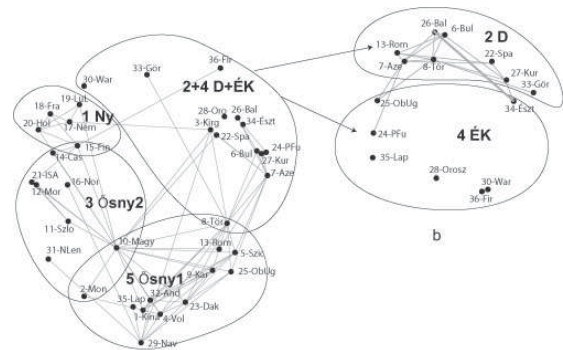 33-Gör
36-Fir
30-War
2+4 D+ÉK
19-Lut
18-Fra
1 Ny
17-Nem
20-Hol
15-Fin
14-Cas
28-Oro
26-Bal
3-Kirg
34-Eszt
22-Spa
6-Bul
24-PFu
27-Kur
7-Aze
21-ISA
16-Nor
12-Mor
3 Ősny2
11-Szlo
8-Tör
10-Magy
13-Rom
5-Szic
31-NLen
5 Ősny1
9-Kar
25-ObUg
2-Mon
32-And
35-Lap
23-Dak
1-Kína
4-Vol
29-Nav
26-Bal
6-Bul
2 D
13-Rom
22-Spa
7-Aze
8-Tör
27-Kur
33-Gör
25-ObUg
34-Eszt
24-PFu
4 ÉK
35-Lap
28-Orosz
30-War
36-Fir
b